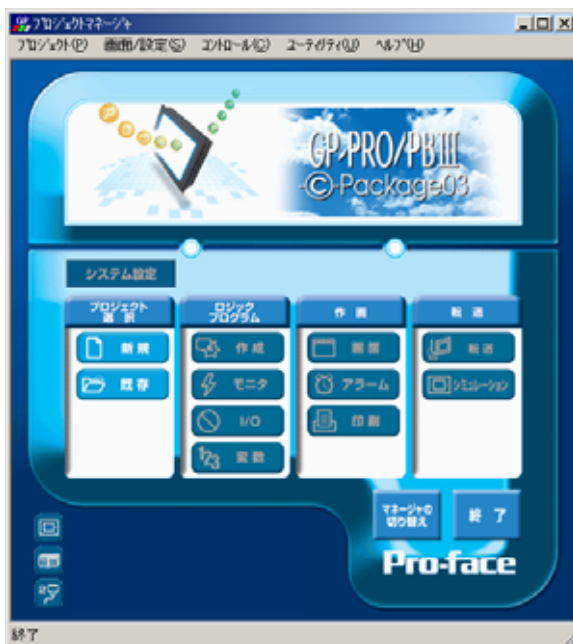 プロジェクトマネージャ
プロジェクト(P) 画面/設定(S) コントロール(C) ユーティリティ(U) ヘルプ(H)
GP-PRO/PBⅢ
C-Package03
システム設定
プロジェクト
選択
新規
既存
ロジック
プログラム
作成
モニタ
I/O
123 変数
作画
画面
アラーム
印刷
転送
転送
シミュレーション
マネージャの
切り替え
終了
Pro-face
終了